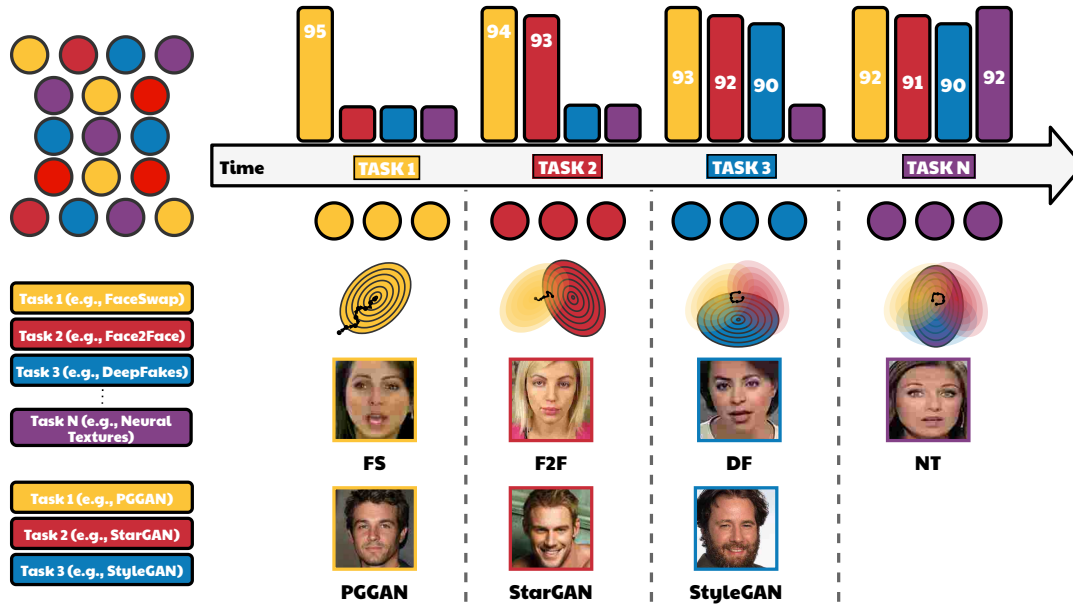 95
94
93
93
92
90
92
91
90
92
Time
TASK 1
TASK 2
TASK 3
TASK N
Task 1 (e.g., FaceSwap)
Task 2 (e.g., Face2Face)
Task 3 (e.g., DeepFakes)
Task N (e.g., Neural
Textures)
FS
F2F
DF
NT
Task 1 (e.g., PGGAN)
Task 2 (e.g., StarGAN)
Task 3 (e.g., StyleGAN)
PGGAN
StarGAN
StyleGAN